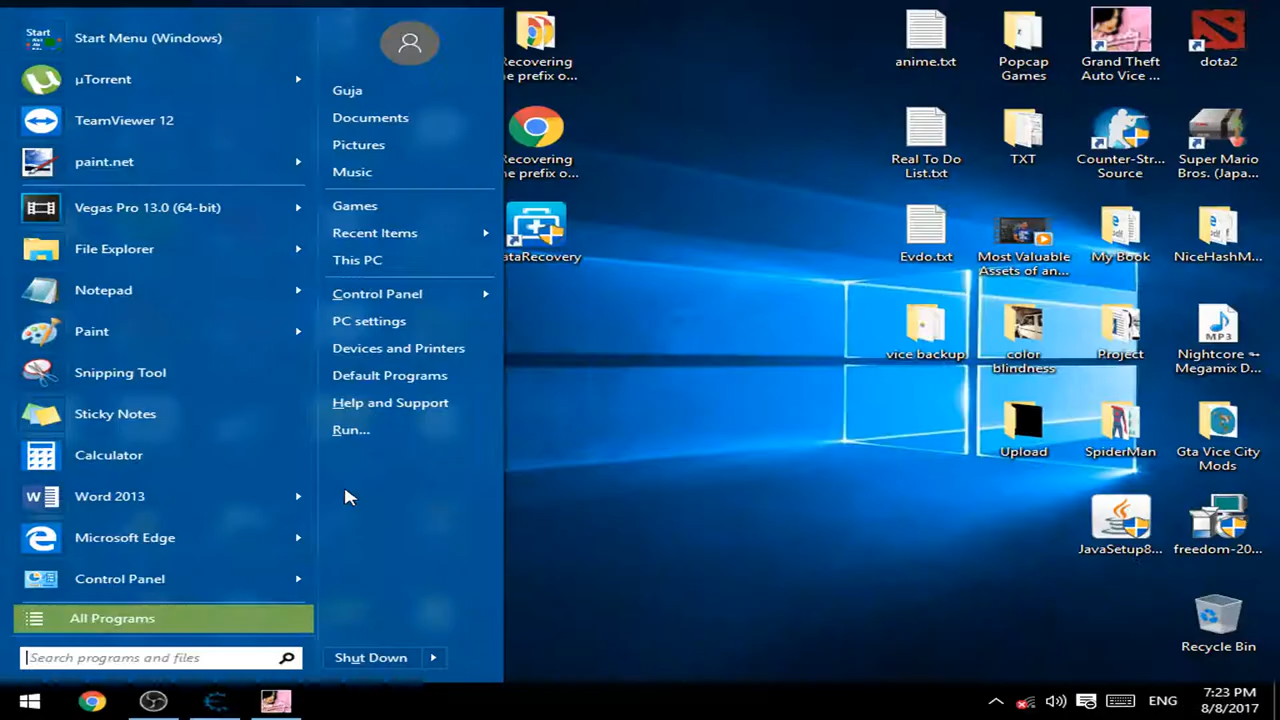 Start
Start Menu (Windows)
µTorrent
TeamViewer 12
paint.net
Vegas Pro 13.0 (64-bit)
File Explorer
Notepad
Paint
Snipping Tool
Sticky Notes
Calculator
Word 2013
Microsoft Edge
Control Panel
All Programs
Search programs and files
Guja
Documents
Pictures
Music
Games
Recent Items
This PC
Control Panel
PC settings
Devices and Printers
Default Programs
Help and Support
Run...
Shut Down
Recovering
he prefix o...
Recovering
he prefix o...
ataRecovery
anime.txt
Popcap
Games
Grand Theft
Auto Vice ...
dota2
Real To Do
List.txt
TXT
Counter-Str...
Source
Super Mario
Bros. (Japa...
Evdo.txt
Most Valuable
Assets of an...
My Book
NiceHashM...
vice backup
color
blindness
Project
MP3
Nightcore ➳
Megamix D...
Upload
SpiderMan
Gta Vice City
Mods
JavaSetup8...
freedom-20...
Recycle Bin
ENG
7:23 PM
8/8/2017